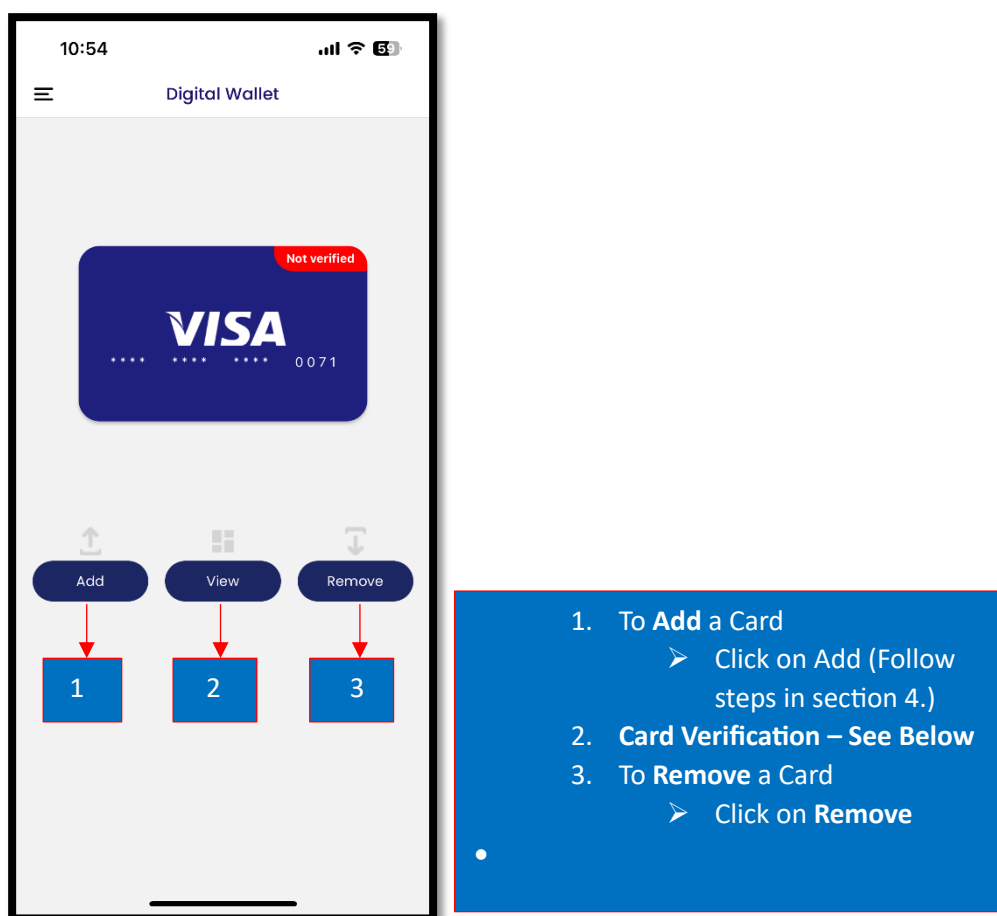 10:54
59
Digital Wallet
Not verified
VISA
**** **** **** 0071
Add View Remove
1 2 3
1. To Add a Card
➢ Click on Add (Follow
steps in section 4.)
2. Card Verification – See Below
3. To Remove a Card
➢ Click on Remove
•